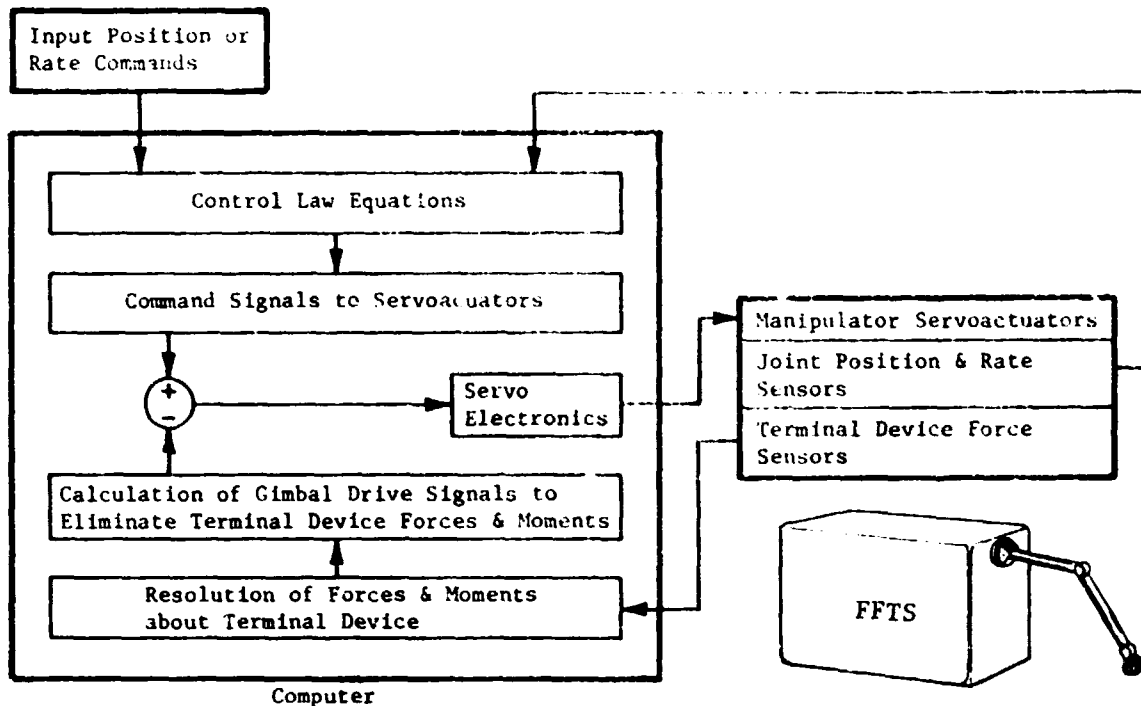 Input Position or
Rate Commands
Control Law Equations
Command Signals to Servoactuators
+
−
Servo
Electronics
Calculation of Gimbal Drive Signals to
Eliminate Terminal Device Forces & Moments
Resolution of Forces & Moments
about Terminal Device
Computer
Manipulator Servoactuators
Joint Position & Rate
Sensors
Terminal Device Force
Sensors
FFTS